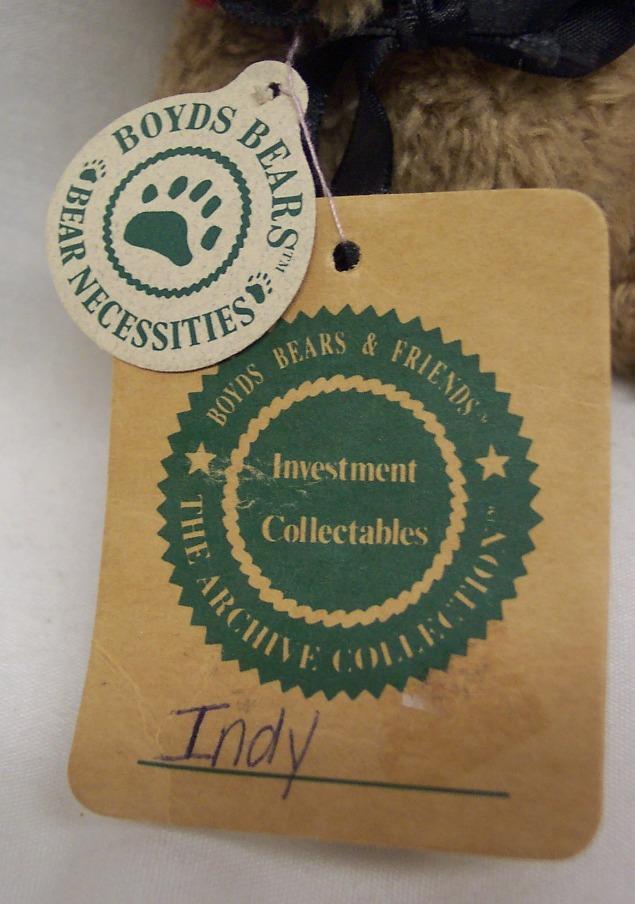 BOYDS BEARS™
BEAR NECESSITIES
BOYDS BEARS & FRIENDS™
Investment
Collectables
THE ARCHIVE COLLECTION™
Indy